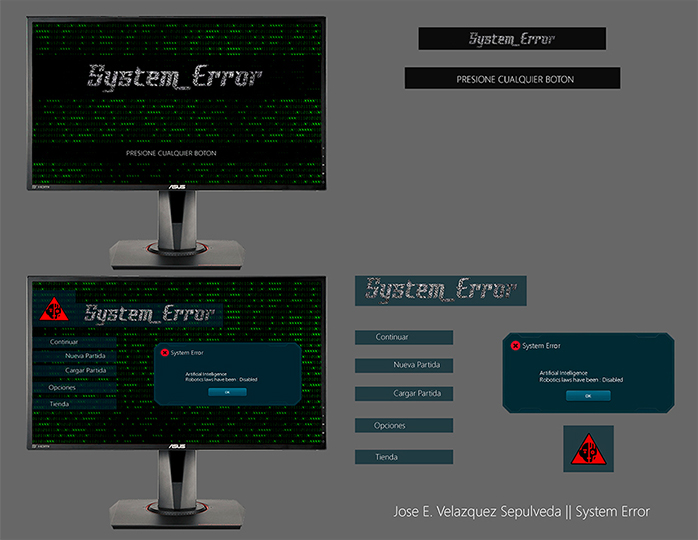 System_Error
PRESIONE CUALQUIER BOTON
HDMI
ASUS
System_Error
PRESIONE CUALQUIER BOTON
System_Error
Continuar
Nueva Partida
Cargar Partida
Opciones
Tienda
System Error
Artificial Intelligence
Robotics laws have been : Disabled
OK
HDMI
ASUS
System_Error
Continuar
Nueva Partida
Cargar Partida
Opciones
Tienda
System Error
Artificial Intelligence
Robotics laws have been : Disabled
OK
Jose E. Velazquez Sepulveda || System Error